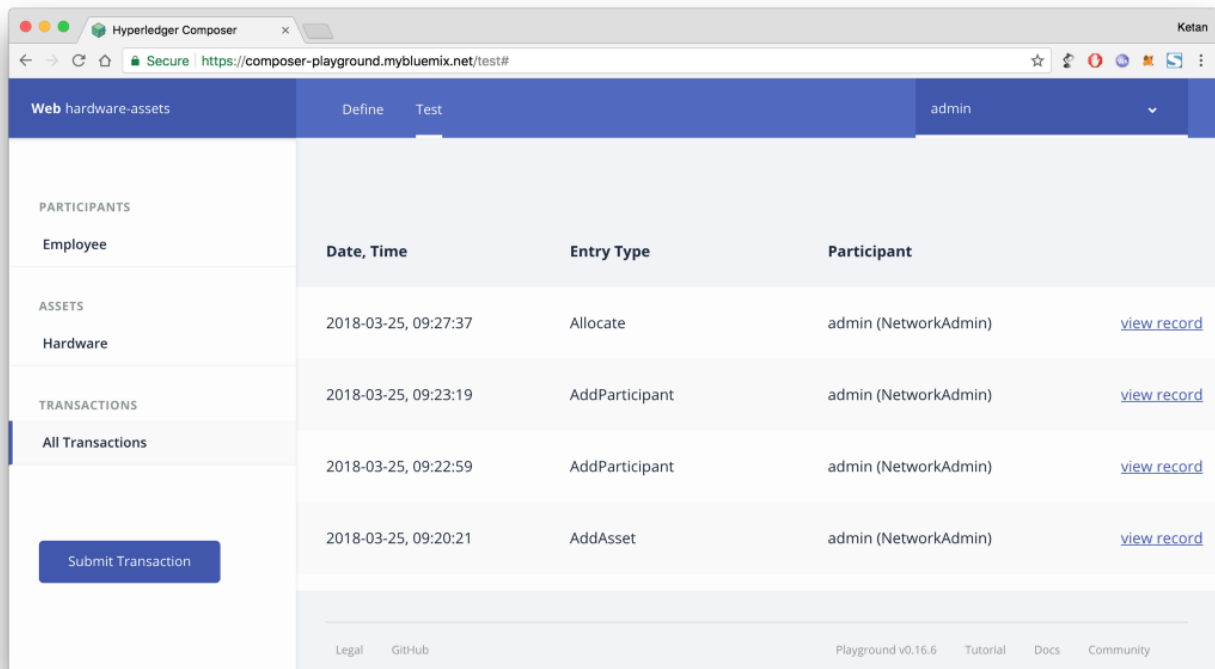 Hyperledger Composer
Ketan
Secure https://composer-playground.mybluemix.net/test#
Web hardware-assets
Define Test
admin
PARTICIPANTS
Employee
ASSETS
Hardware
TRANSACTIONS
All Transactions
Submit Transaction
Date, Time Entry Type Participant
2018-03-25, 09:27:37 Allocate admin (NetworkAdmin) view record
2018-03-25, 09:23:19 AddParticipant admin (NetworkAdmin) view record
2018-03-25, 09:22:59 AddParticipant admin (NetworkAdmin) view record
2018-03-25, 09:20:21 AddAsset admin (NetworkAdmin) view record
Legal GitHub Playground v0.16.6 Tutorial Docs Community